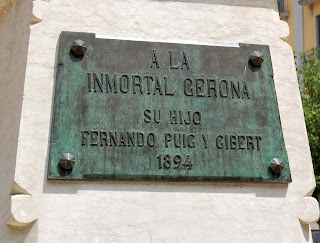 À LA
INMORTAL GERONA
SU HIJO
FERNANDO PUIG Y GIBERT
1894